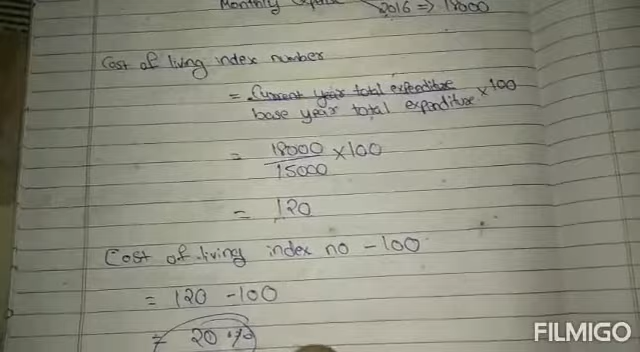 Monthly
2016 => 18000
Cost of living index number
= Current year total expenditure
base year total expenditure × 100
= 18000
15000 × 100
= 120
Cost of living index no - 100
= 120 - 100
= 20 %
FILMIGO